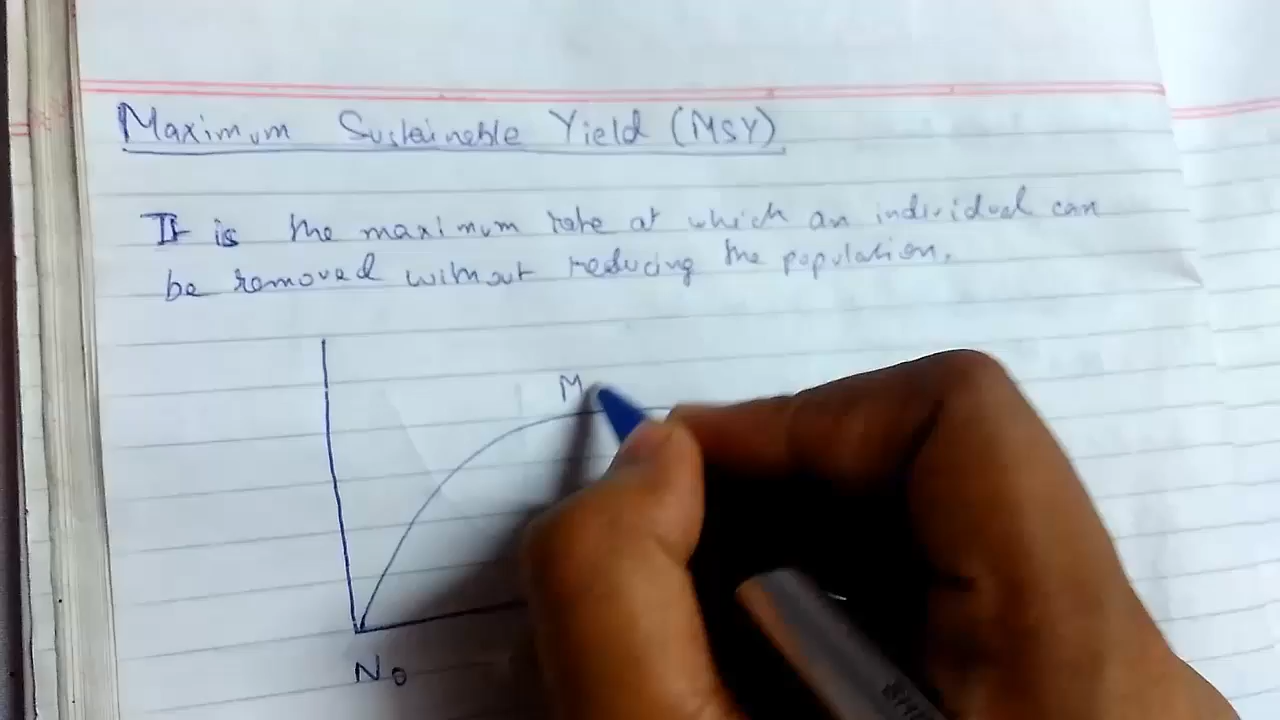 Maximum Sustainable Yield (MSY)
It is the maximum rate at which an individual can
be removed without reducing the population.
M
N0